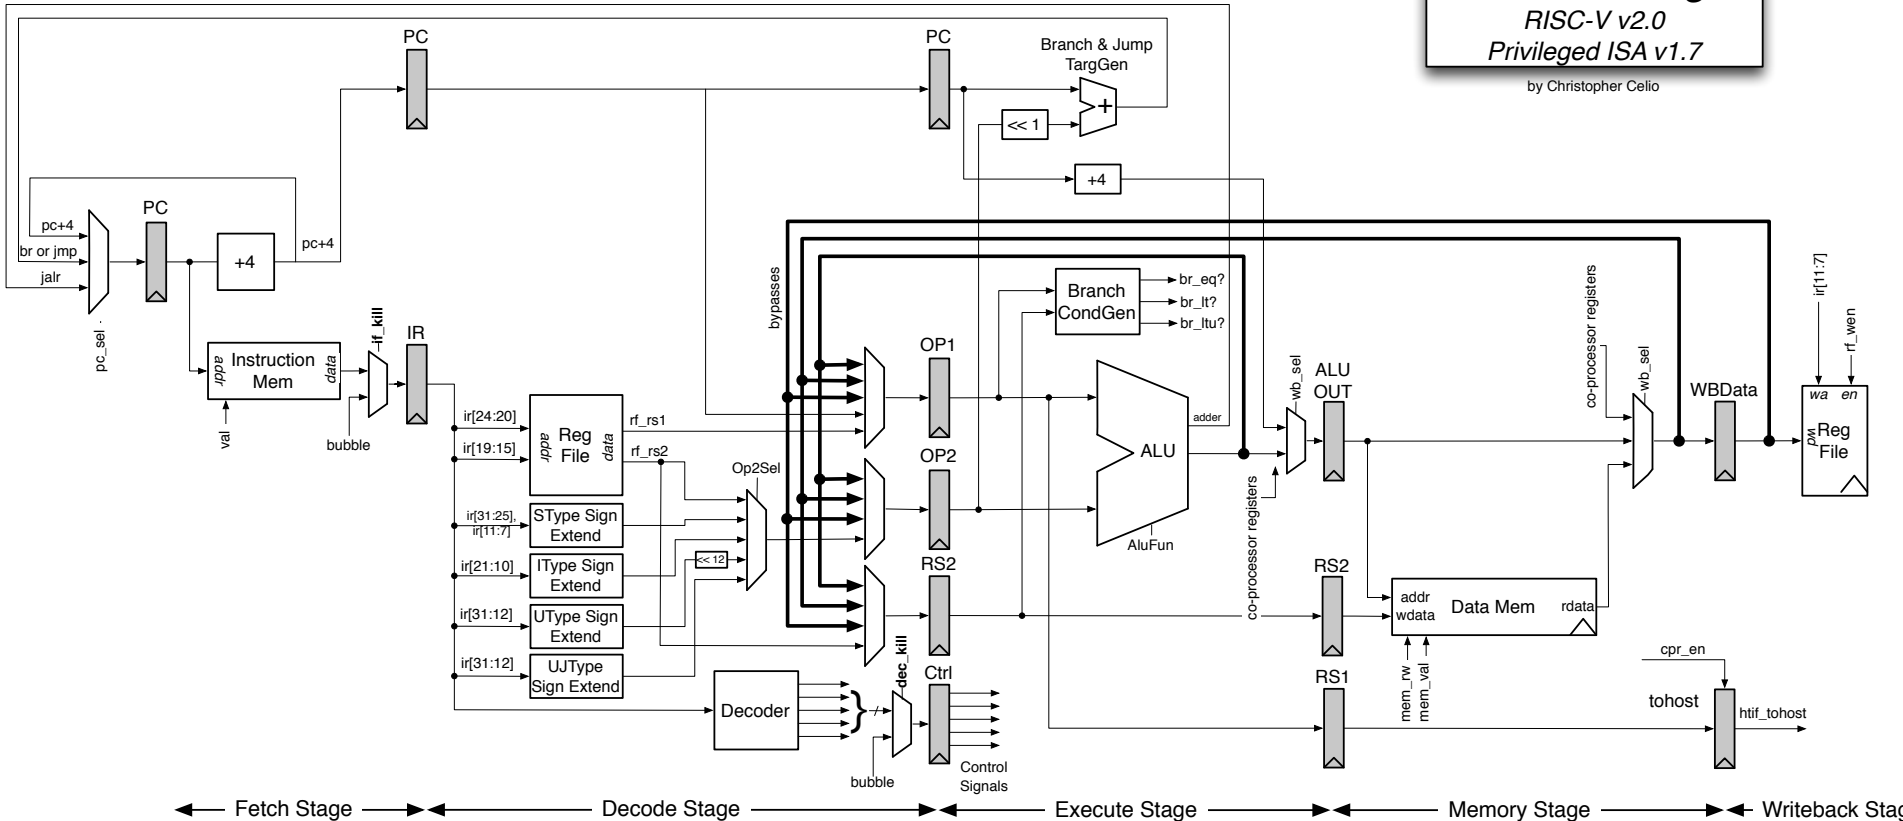 RISC-V v2.0
Privileged ISA v1.7
by Christopher Celio
PC
PC
Branch & Jump
TargGen
+
<< 1
+4
pc+4
br or jmp
jalr
pc_sel
PC
+4
pc+4
bypasses
Branch
CondGen
br_eq?
br_lt?
br_ltu?
co-processor registers
ir[11:7]
rf_wen
if_kill
IR
Instruction
Mem
addr
data
val
bubble
ir[24:20]
ir[19:15]
Reg
File
addr
data
rf_rs1
rf_rs2
Op2Sel
OP1
OP2
RS2
ALU
adder
AluFun
wb_sel
ALU
OUT
co-processor registers
wb_sel
WBData
wa
en
wd
Reg
File
ir[31:25],
ir[11:7]
SType Sign
Extend
ir[21:10]
IType Sign
Extend
<< 12
ir[31:12]
UType Sign
Extend
ir[31:12]
UJType
Sign Extend
Decoder
dec_kill
bubble
Ctrl
Control
Signals
RS2
addr
wdata
Data Mem
rdata
mem_rw
mem_val
RS1
cpr_en
tohost
htif_tohost
Fetch Stage
Decode Stage
Execute Stage
Memory Stage
Writeback Stag